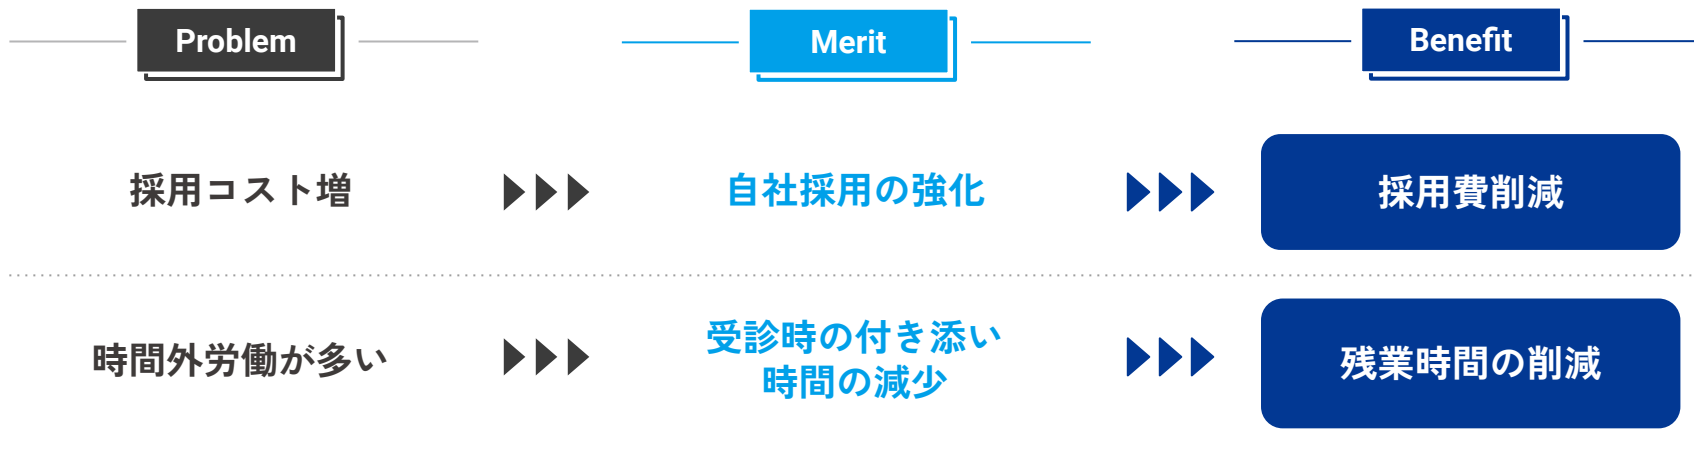 Problem
Merit
Benefit
採用コスト増
自社採用の強化
採用費削減
時間外労働が多い
受診時の付き添い
時間の減少
残業時間の削減